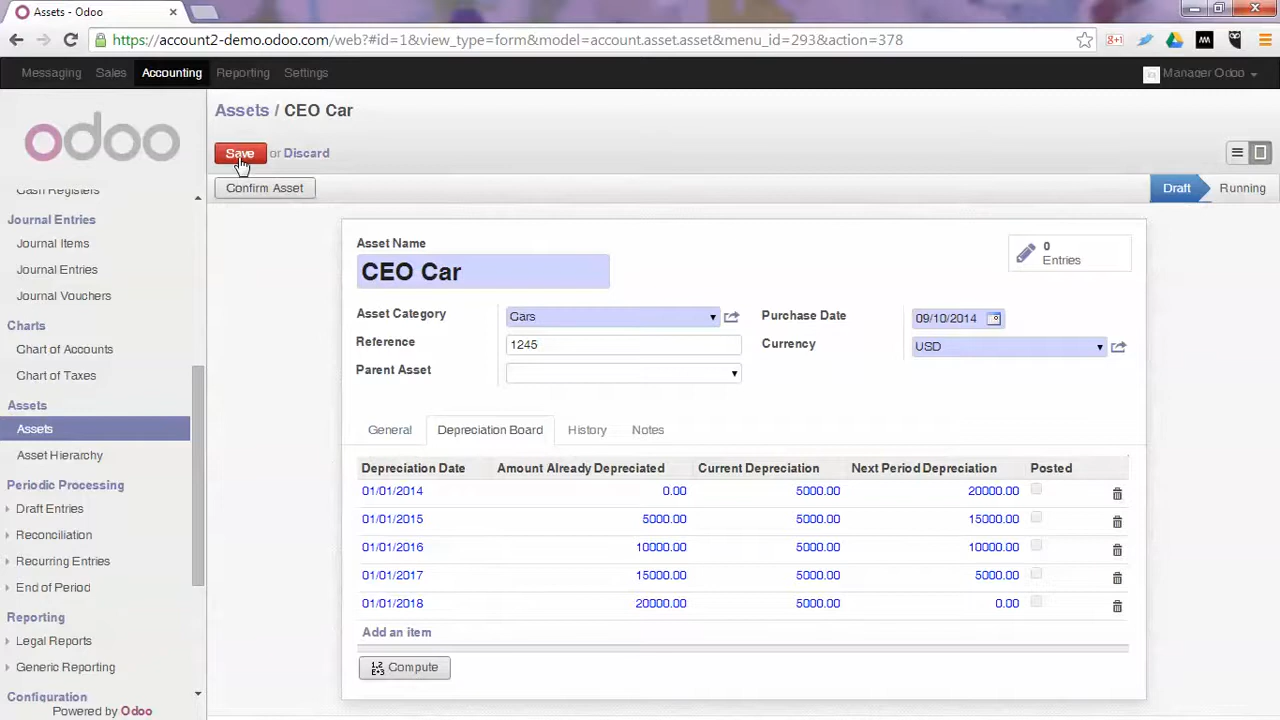 Assets - Odoo
https://account2-demo.odoo.com/web?#id=1&view_type=form&model=account.asset.asset&menu_id=293&action=378
Messaging Sales Accounting Reporting Settings Manager Odoo
odoo
Cash Registers
Journal Entries
Journal Items
Journal Entries
Journal Vouchers
Charts
Chart of Accounts
Chart of Taxes
Assets
Assets
Asset Hierarchy
Periodic Processing
Draft Entries
Reconciliation
Recurring Entries
End of Period
Reporting
Legal Reports
Generic Reporting
Configuration
Powered by Odoo
Assets / CEO Car
Save or Discard
Confirm Asset
Draft Running
Asset Name
CEO Car
0
Entries
Asset Category Cars
Reference 1245
Parent Asset
Purchase Date 09/10/2014
Currency USD
General Depreciation Board History Notes
Depreciation Date Amount Already Depreciated Current Depreciation Next Period Depreciation Posted
01/01/2014 0.00 5000.00 20000.00
01/01/2015 5000.00 5000.00 15000.00
01/01/2016 10000.00 5000.00 10000.00
01/01/2017 15000.00 5000.00 5000.00
01/01/2018 20000.00 5000.00 0.00
Add an item
Compute